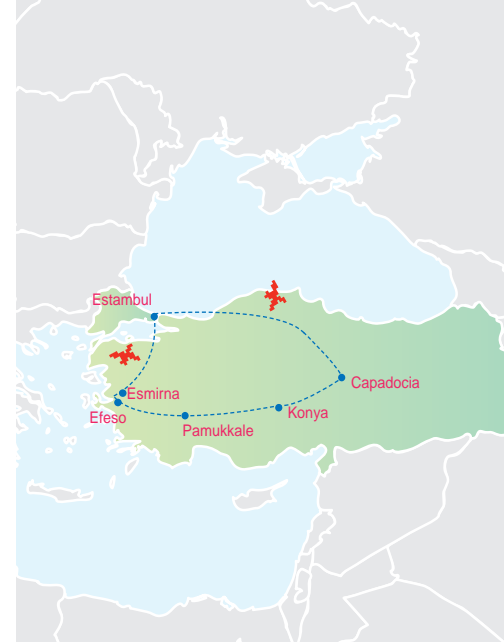 Estambul
Esmirna
Capadocia
Efeso
Konya
Pamukkale